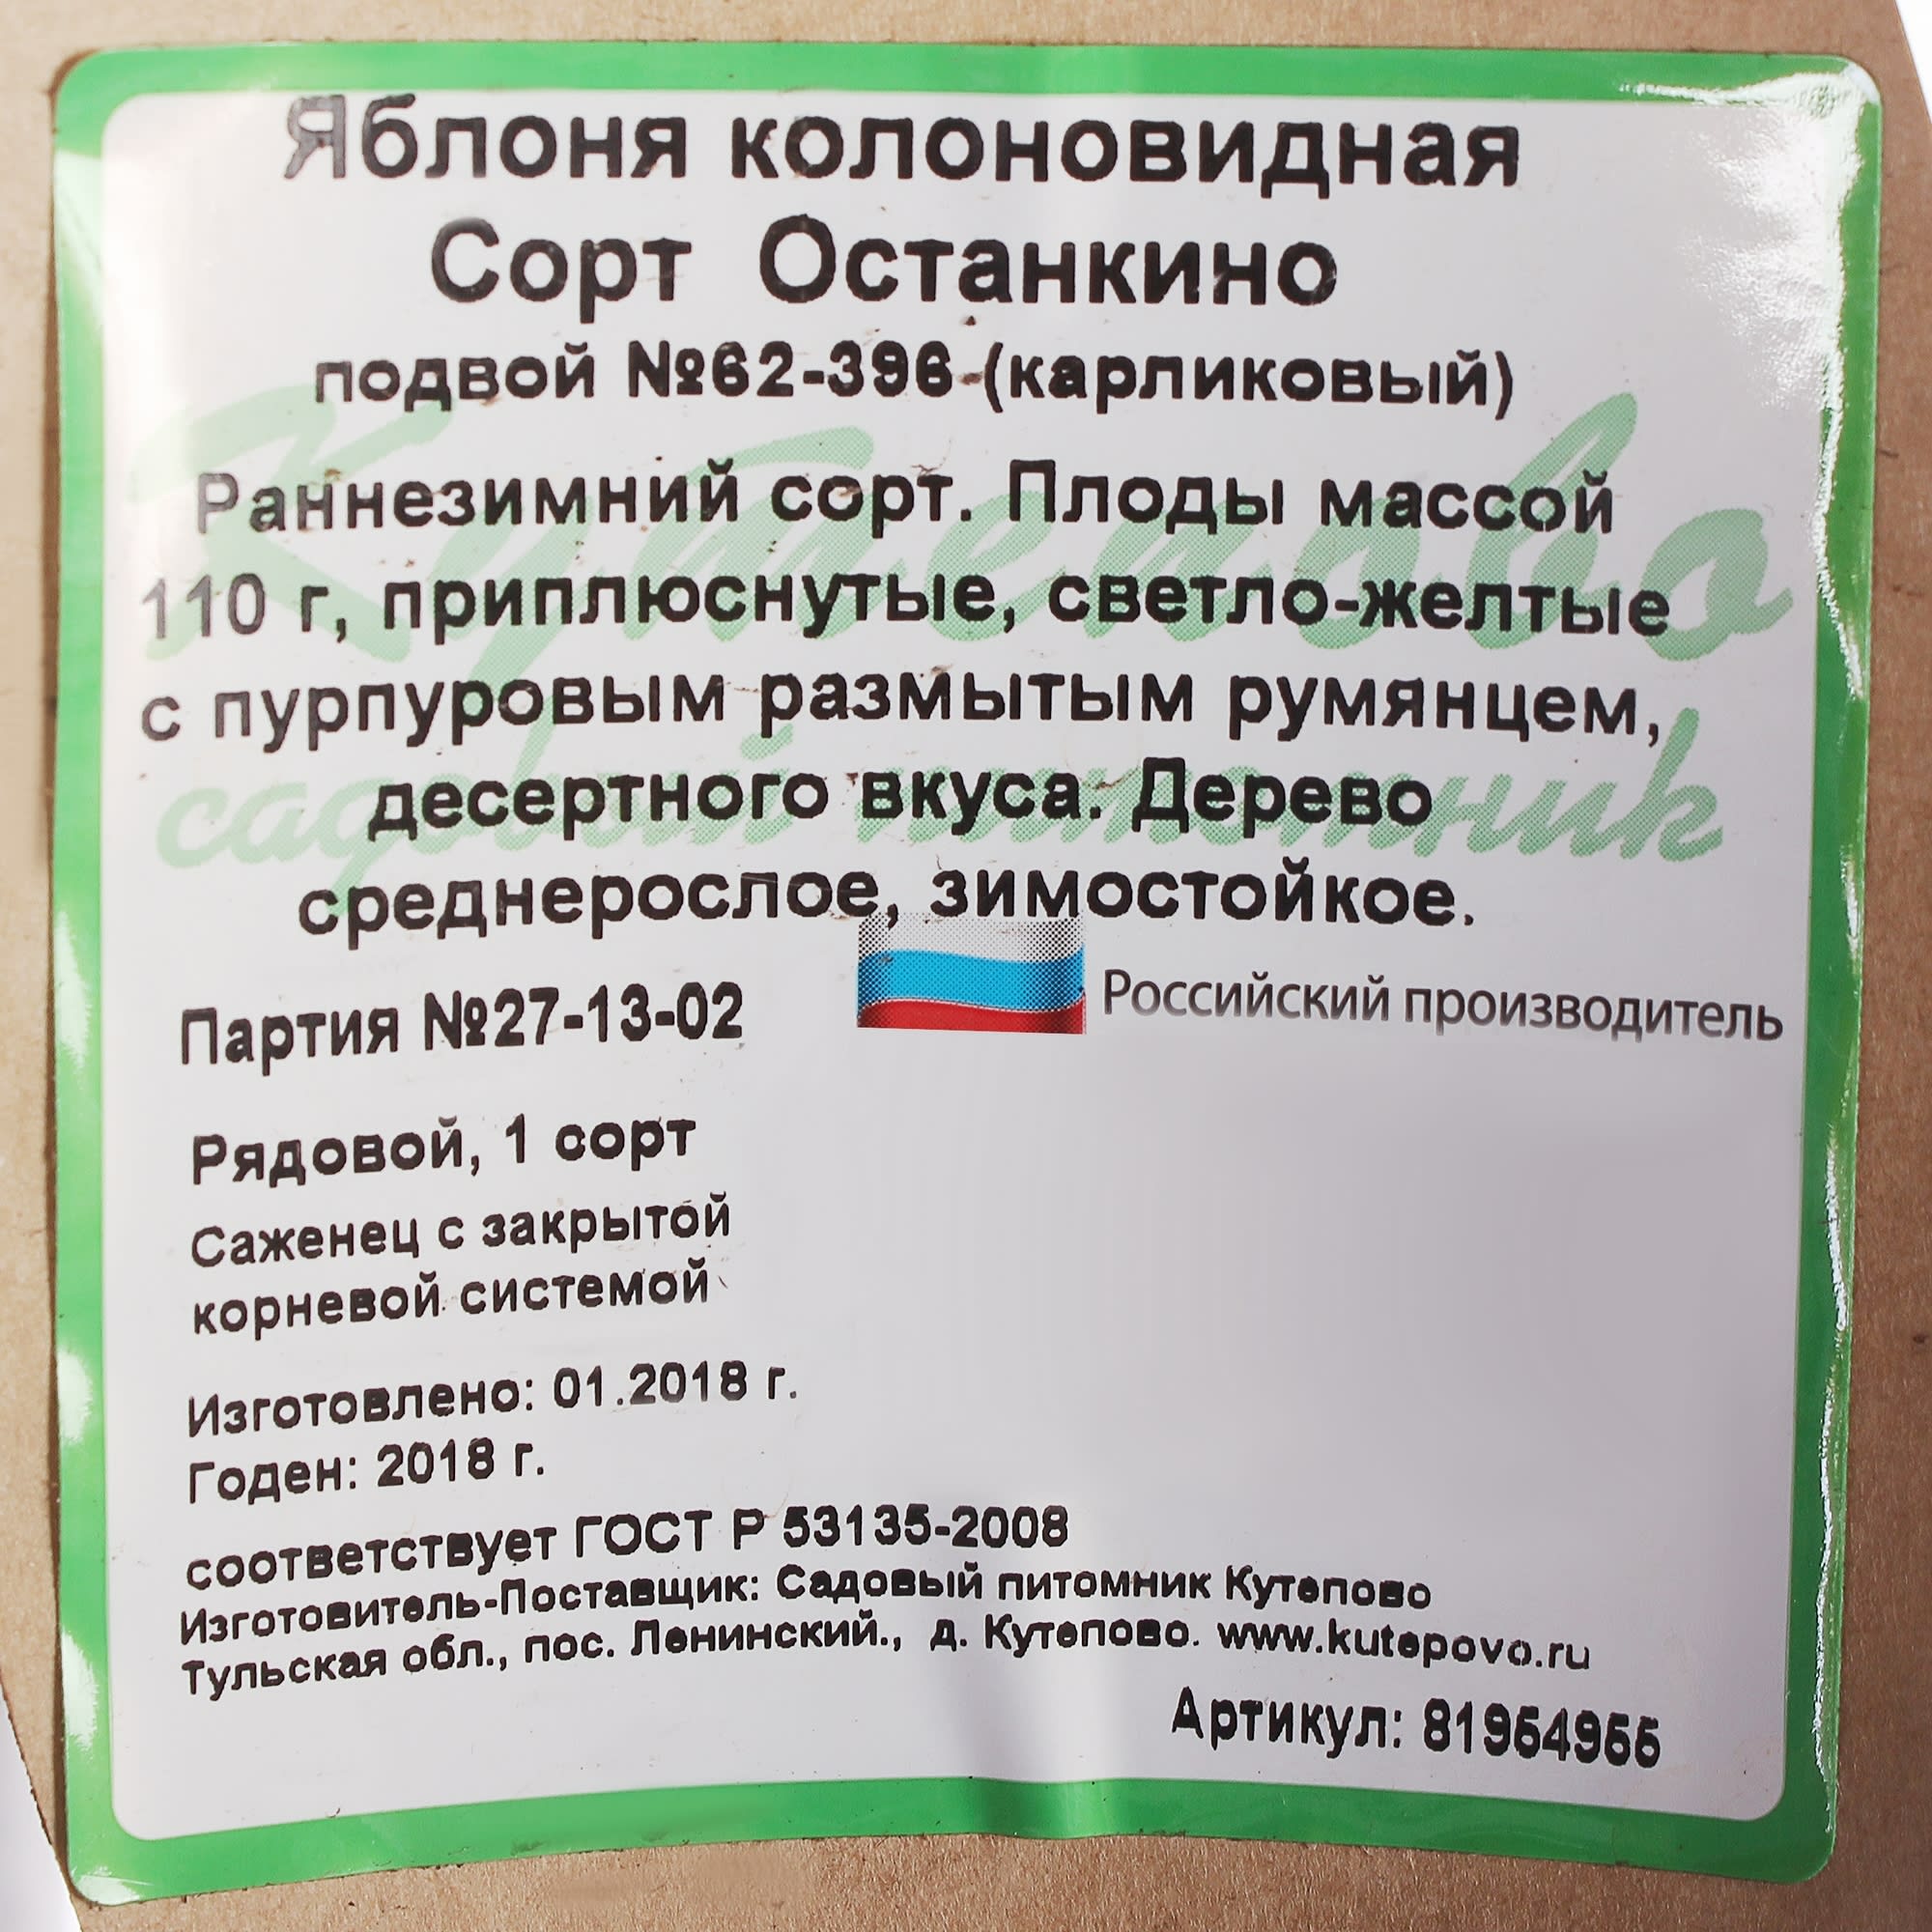 Яблоня колоновидная
Сорт Останкино
подвой №62-396 (карликовый)
Кутепово
Раннезимний сорт. Плоды массой
110 г, приплюснутые, светло-желтые
с пурпуровым размытым румянцем,
садовый питомник
десертного вкуса. Дерево
среднерослое, зимостойкое.
Российский производитель
Партия №27-13-02
Рядовой, 1 сорт
Саженец с закрытой
корневой системой
Изготовлено: 01.2018 г.
Годен: 2018 г.
соответствует ГОСТ Р 53135-2008
Изготовитель-Поставщик: Садовый питомник Кутепово
Тульская обл., пос. Ленинский., д. Кутепово. www.kutepovo.ru
Артикул: